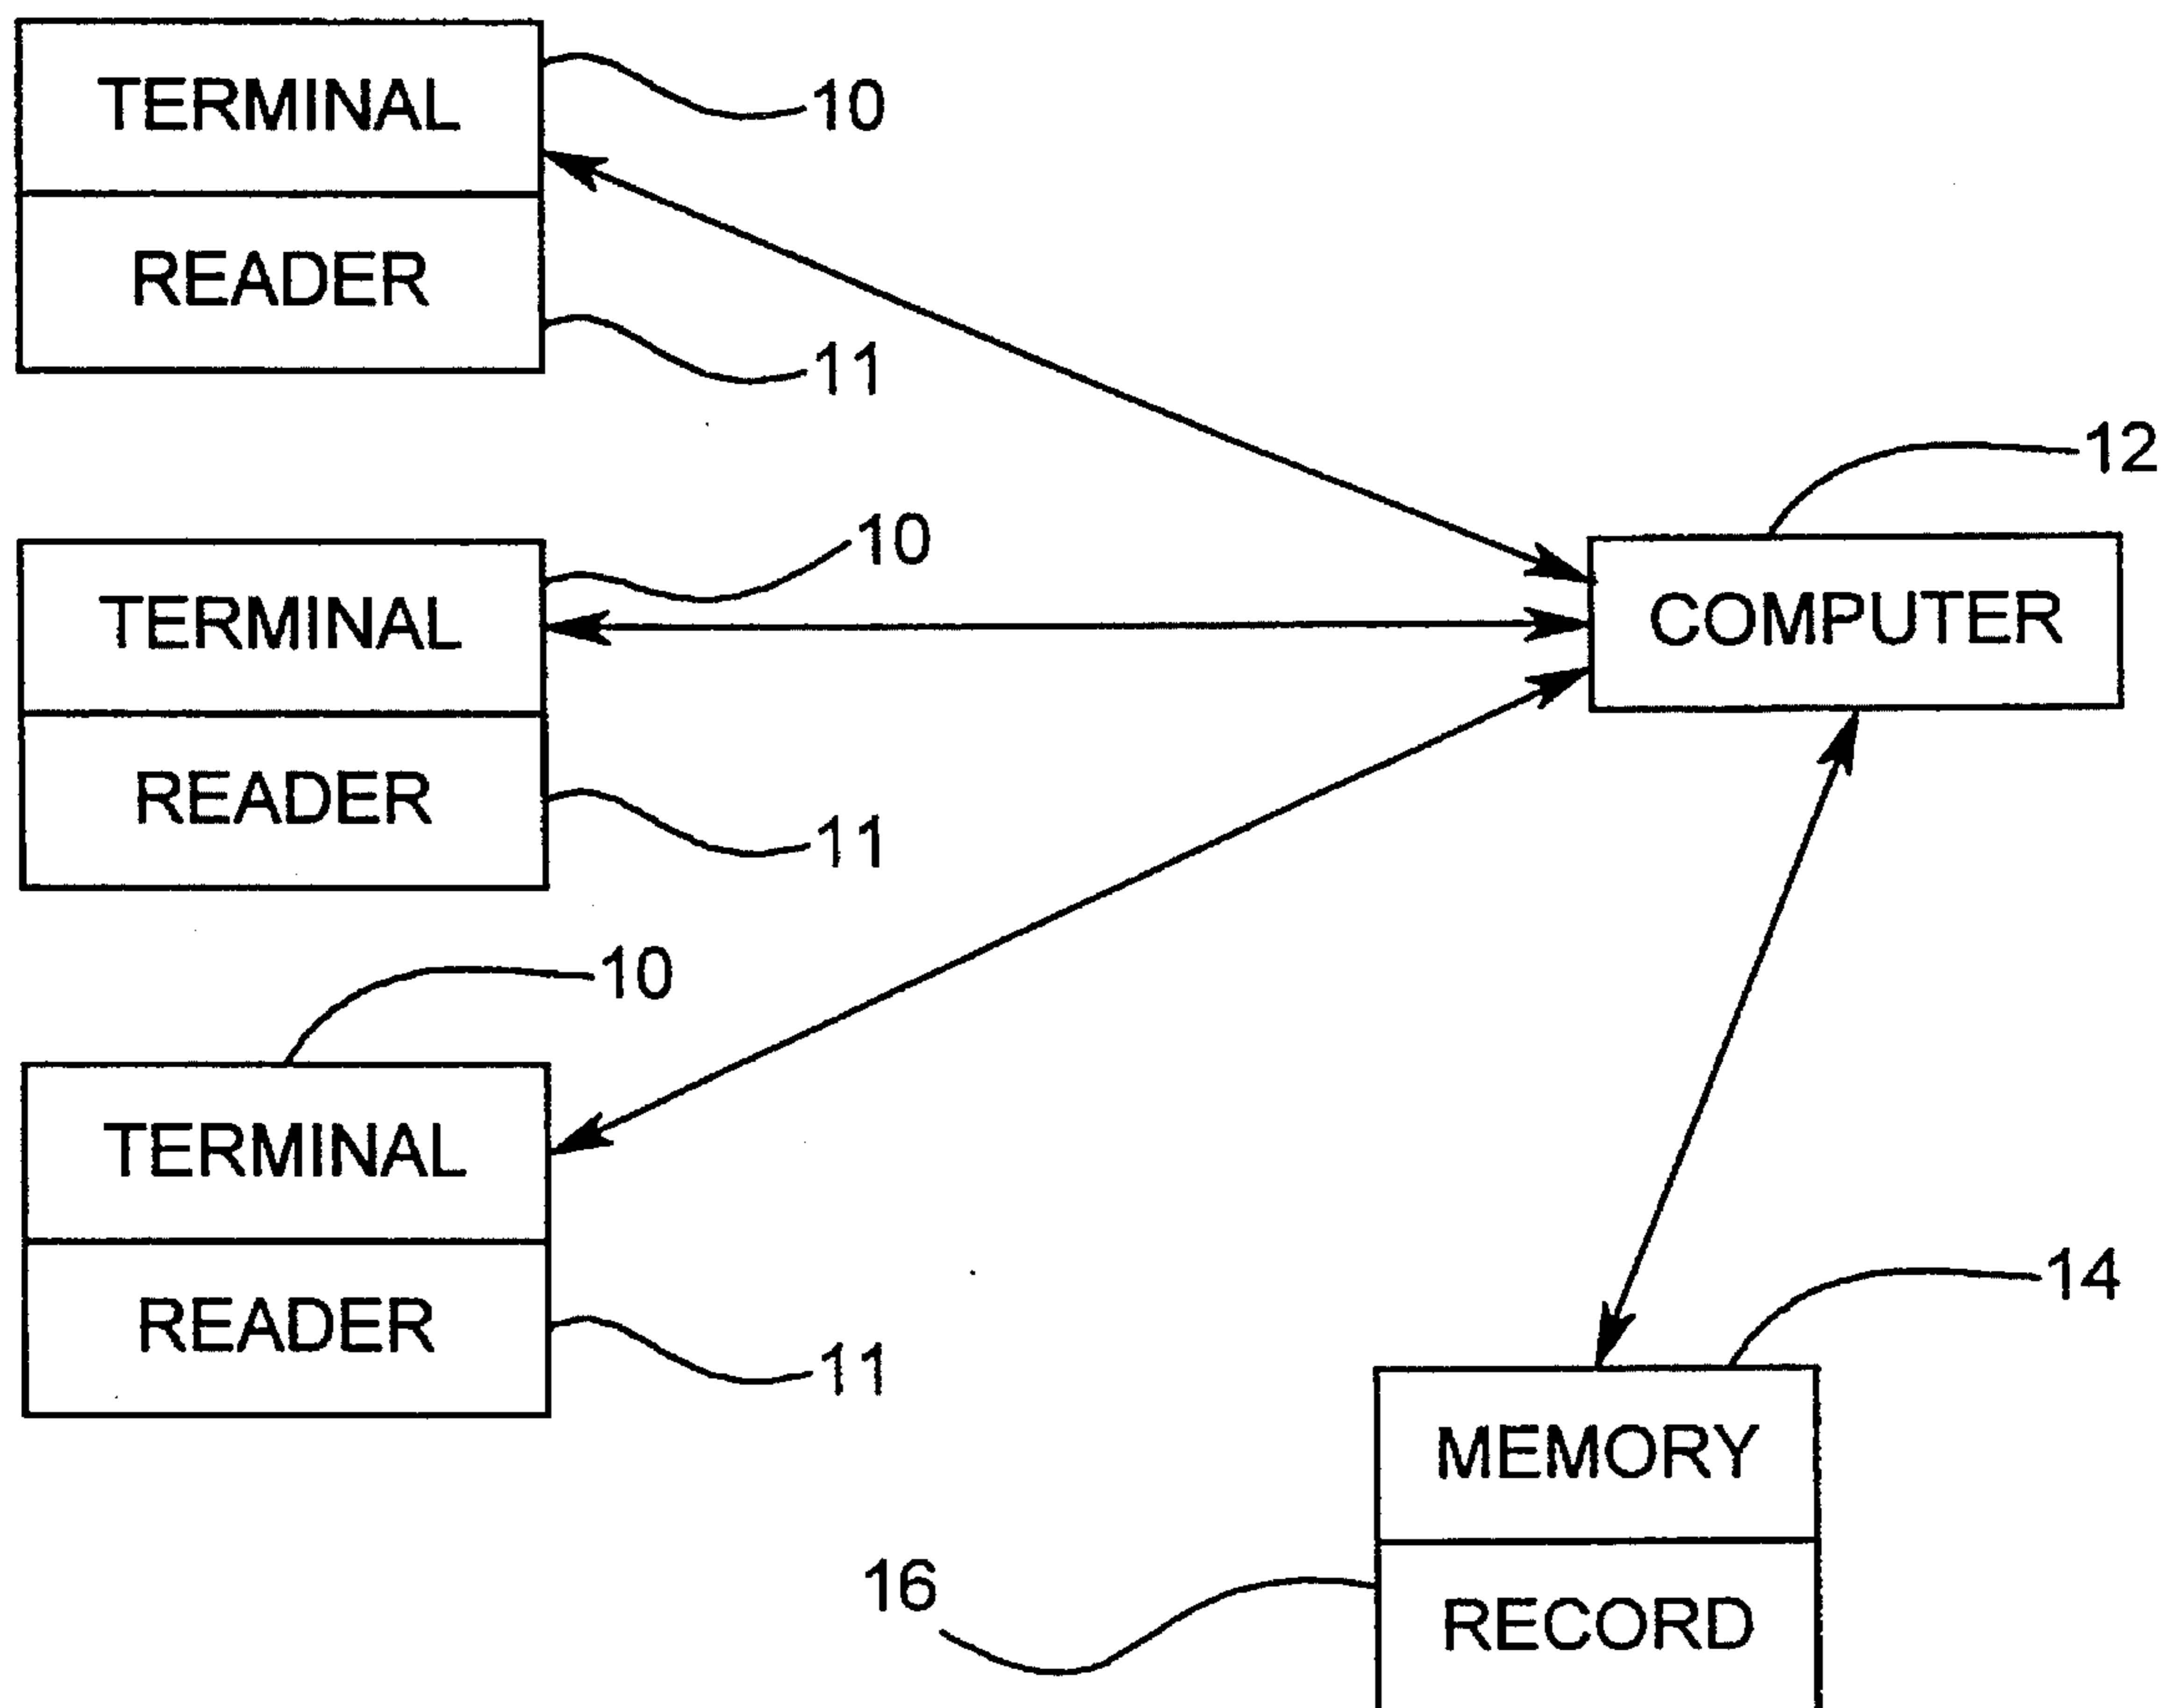 TERMINAL
10
READER
11
12
TERMINAL
10
COMPUTER
READER
11
10
TERMINAL
READER
11
14
MEMORY
16
RECORD